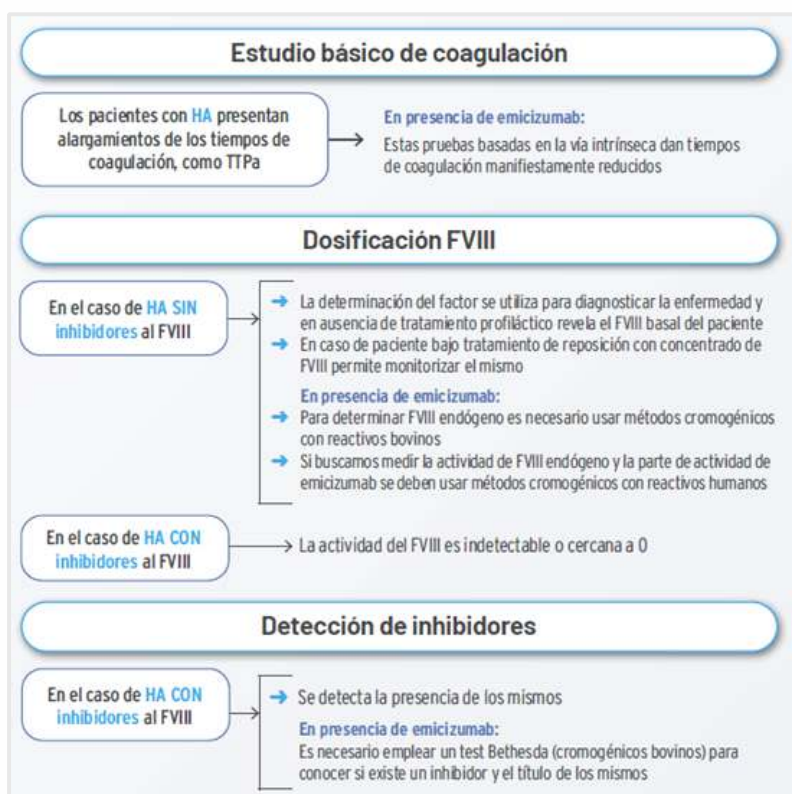 Estudio básico de coagulación
Los pacientes con HA presentan
alargamientos de los tiempos de
coagulación, como TTPa
En presencia de emicizumab:
Estas pruebas basadas en la vía intrínseca dan tiempos
de coagulación manifiestamente reducidos
Dosificación FVIII
En el caso de HA SIN
inhibidores al FVIII
La determinación del factor se utiliza para diagnosticar la enfermedad y
en ausencia de tratamiento profiláctico revela el FVIII basal del paciente
En caso de paciente bajo tratamiento de reposición con concentrado de
FVIII permite monitorizar el mismo
En presencia de emicizumab:
Para determinar FVIII endógeno es necesario usar métodos cromogénicos
con reactivos bovinos
Si buscamos medir la actividad de FVIII endógeno y la parte de actividad de
emicizumab se deben usar métodos cromogénicos con reactivos humanos
En el caso de HA CON
inhibidores al FVIII
La actividad del FVIII es indetectable o cercana a 0
Detección de inhibidores
En el caso de HA CON
inhibidores al FVIII
Se detecta la presencia de los mismos
En presencia de emicizumab:
Es necesario emplear un test Bethesda (cromogénicos bovinos) para
conocer si existe un inhibidor y el título de los mismos